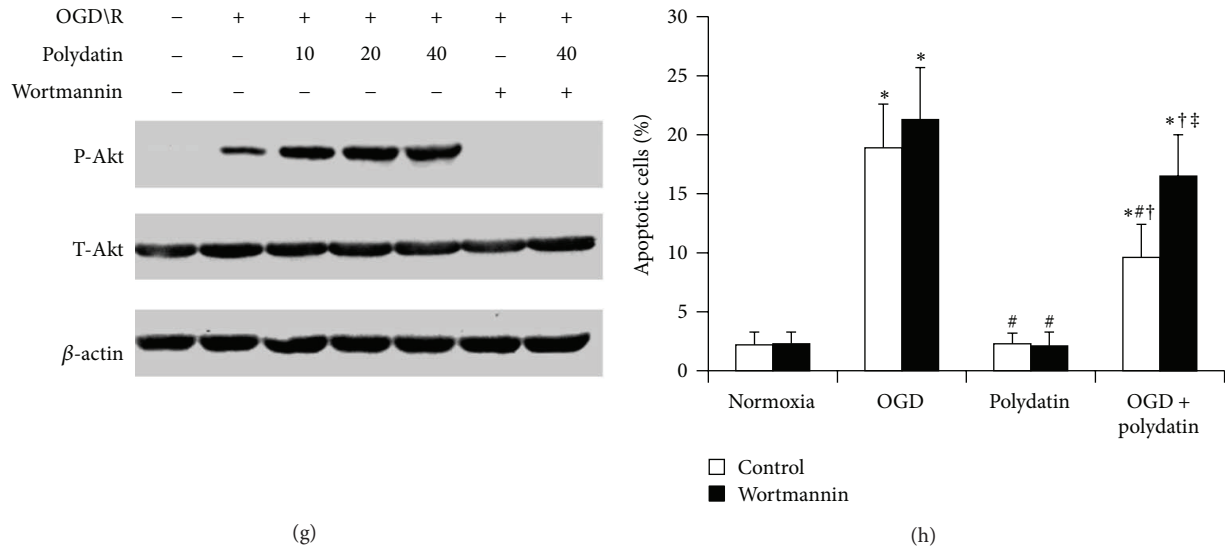 OGD\R – + + + + + +
Polydatin – – 10 20 40 – 40
Wortmannin – – – – – + +
P-Akt
T-Akt
β-actin
(g)
30
25
20
15
10
5
0
Apoptotic cells (%)
*
*
#
#
*#†
*†‡
Normoxia
OGD
Polydatin
OGD +
polydatin
Control
Wortmannin
(h)